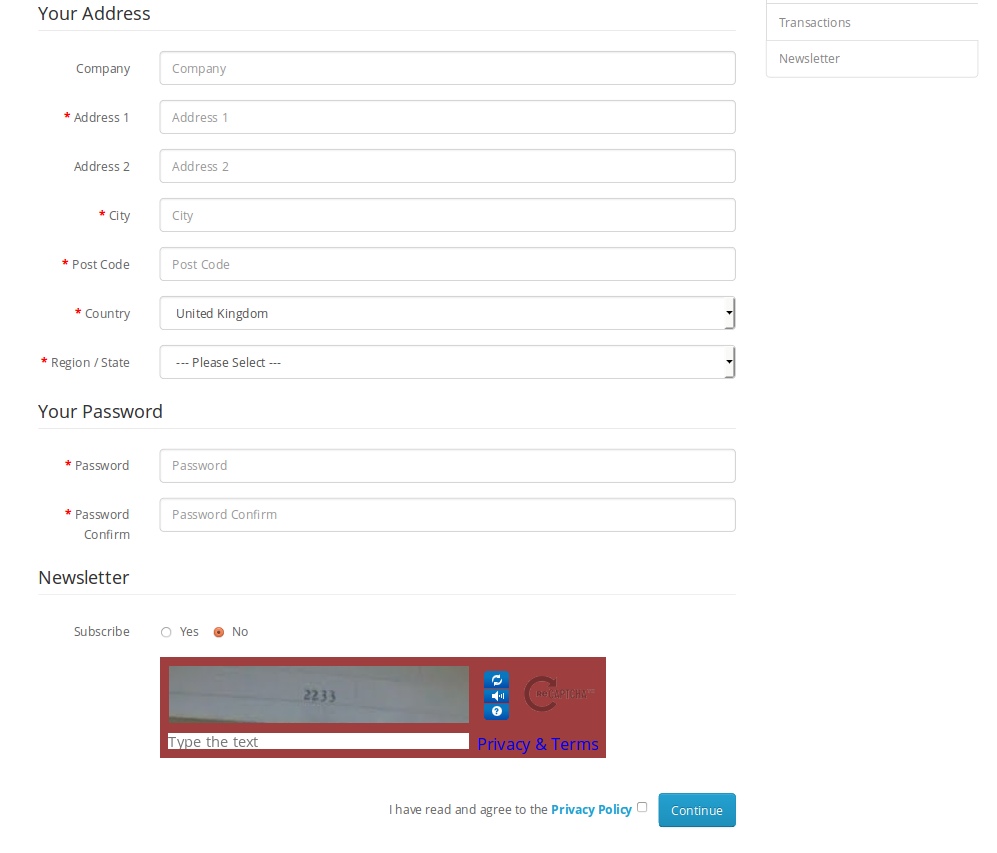 Your Address
Transactions
Newsletter
Company
Company
* Address 1
Address 1
Address 2
Address 2
* City
City
* Post Code
Post Code
* Country
United Kingdom
* Region / State
--- Please Select ---
Your Password
* Password
Password
* Password
Confirm
Password Confirm
Newsletter
Subscribe
Yes
No
2233
reCAPTCHA™
Type the text
Privacy & Terms
I have read and agree to the Privacy Policy
Continue